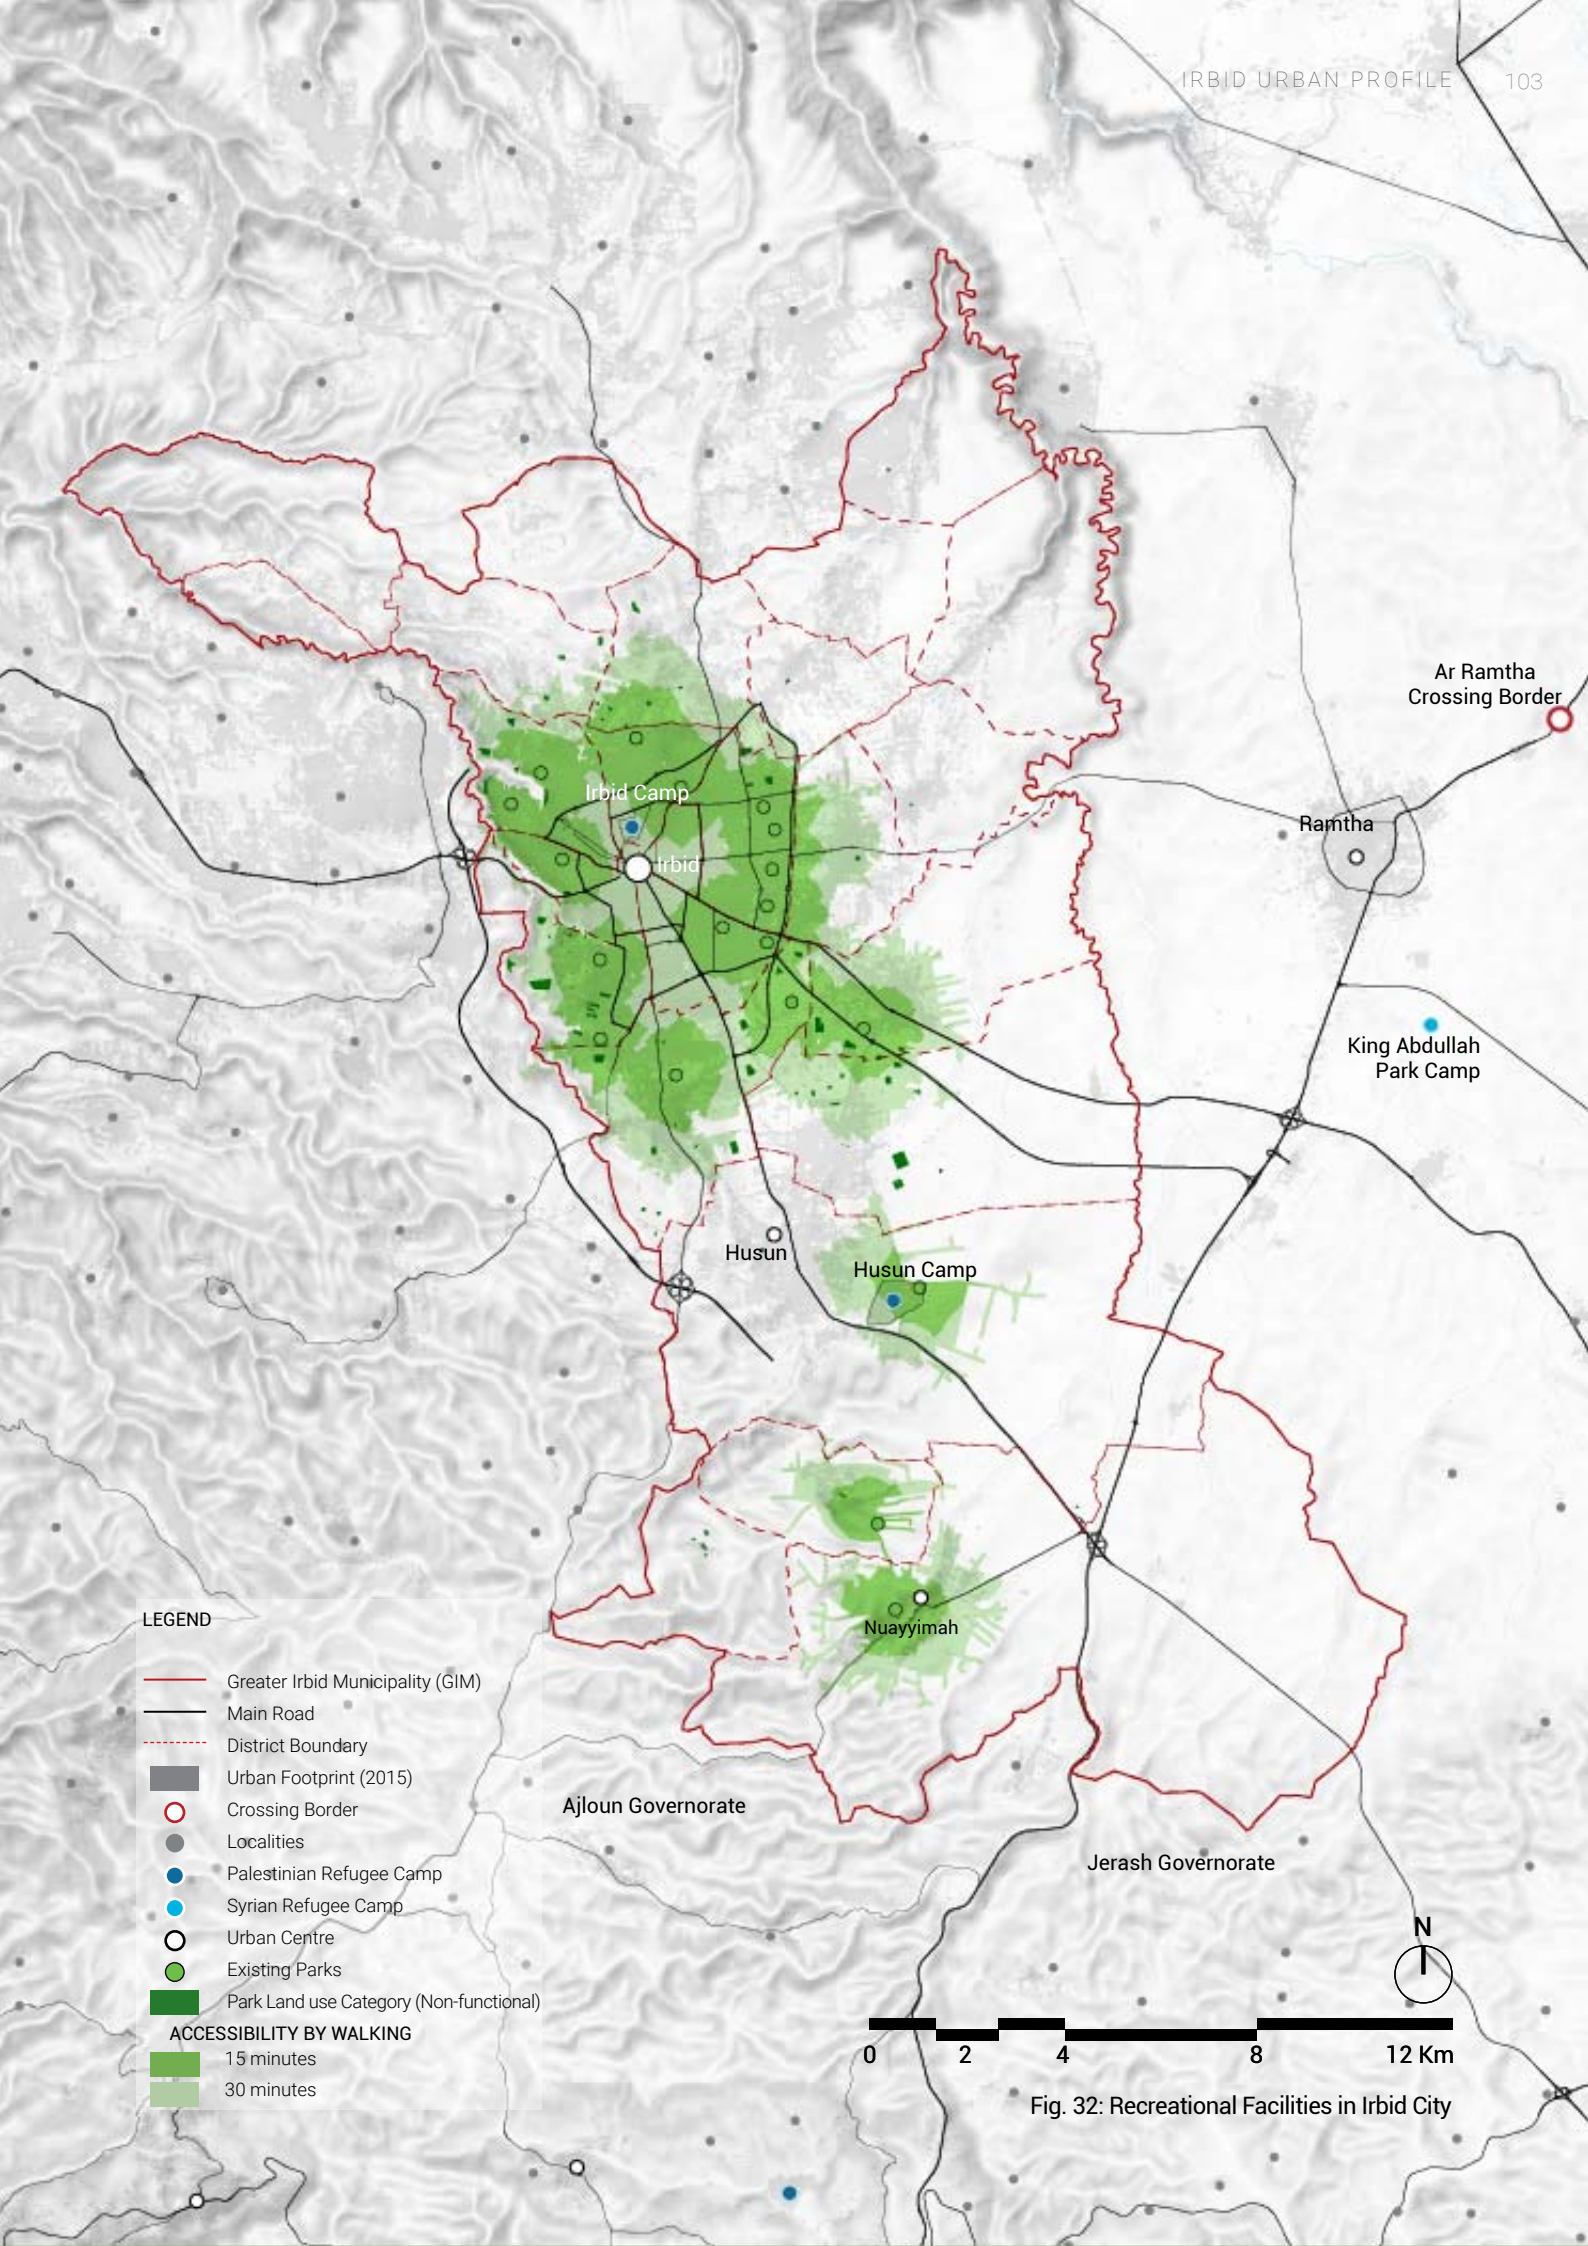 IRBID URBAN PROFILE 103
Ar Ramtha
Crossing Border
Irbid Camp
Ramtha
Irbid
King Abdullah
Park Camp
Husun
Husun Camp
Nuayyimah
LEGEND
Greater Irbid Municipality (GIM)
Main Road
District Boundary
Urban Footprint (2015)
Crossing Border
Localities
Palestinian Refugee Camp
Syrian Refugee Camp
Urban Centre
Existing Parks
Park Land use Category (Non-functional)
ACCESSIBILITY BY WALKING
15 minutes
30 minutes
Ajloun Governorate
Jerash Governorate
N
0 2 4 8 12 Km
Fig. 32: Recreational Facilities in Irbid City